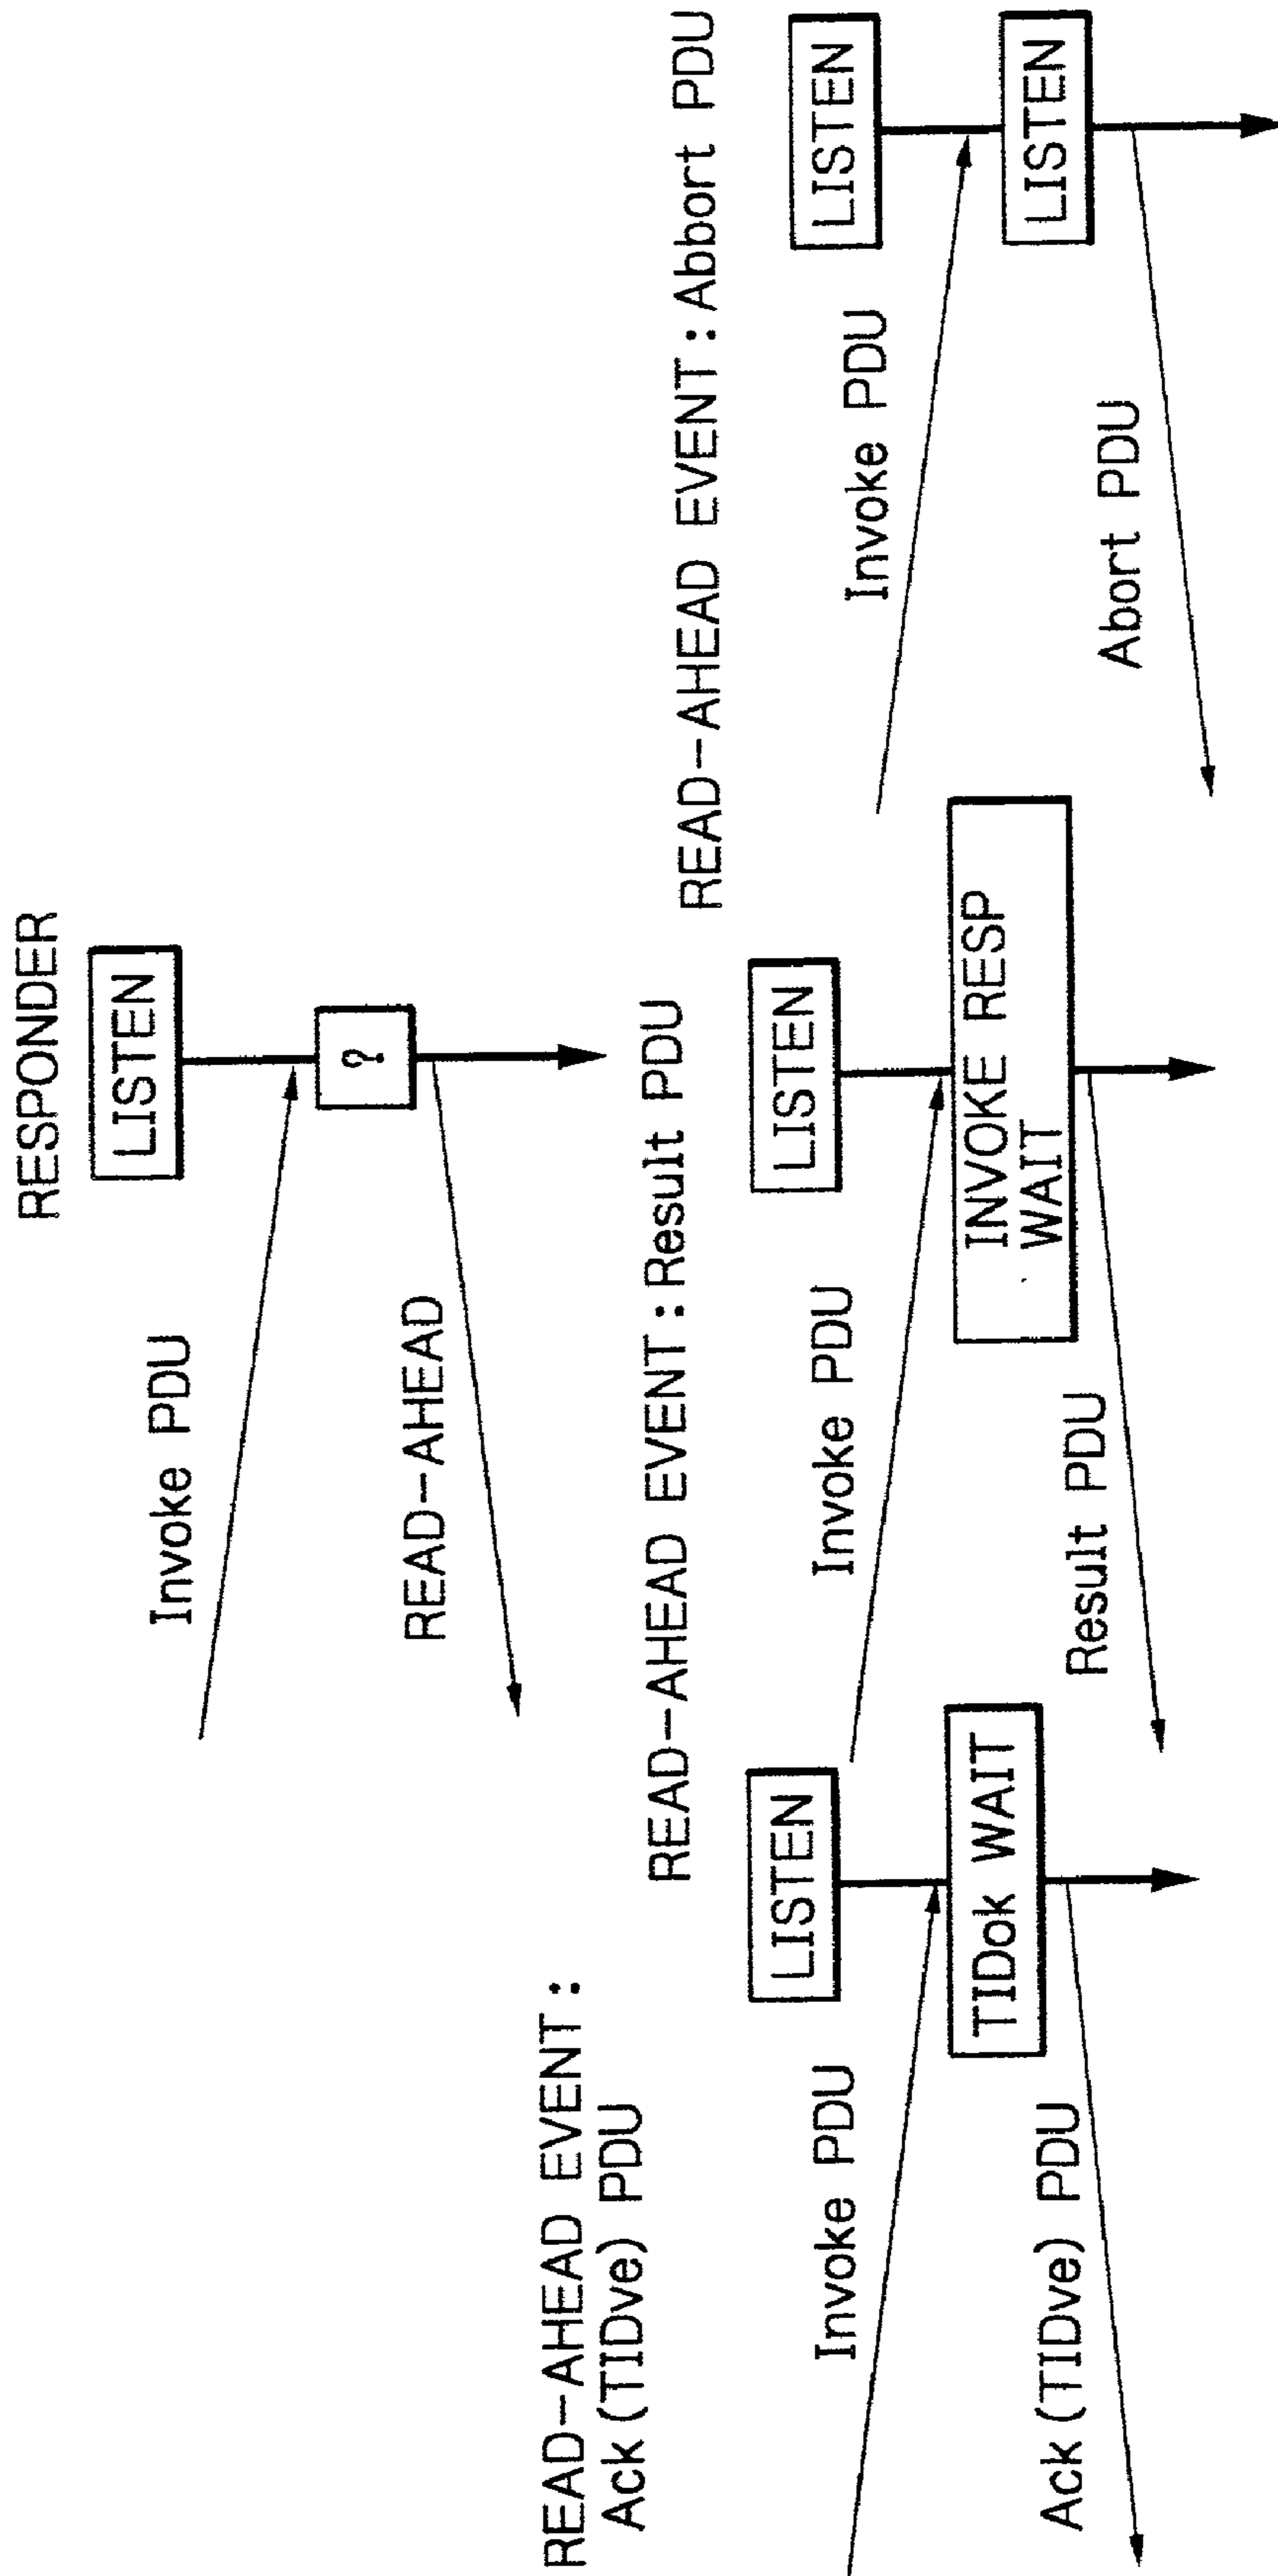 RESPONDER
LISTEN
Invoke PDU
?
READ-AHEAD
READ-AHEAD EVENT:
Ack(TIDve) PDU
LISTEN
Invoke PDU
TIDok WAIT
Ack(TIDve) PDU
READ-AHEAD EVENT:Result PDU
LISTEN
Invoke PDU
INVOKE RESP
WAIT
Result PDU
READ-AHEAD EVENT:Abbort PDU
LISTEN
Invoke PDU
LISTEN
Abort PDU